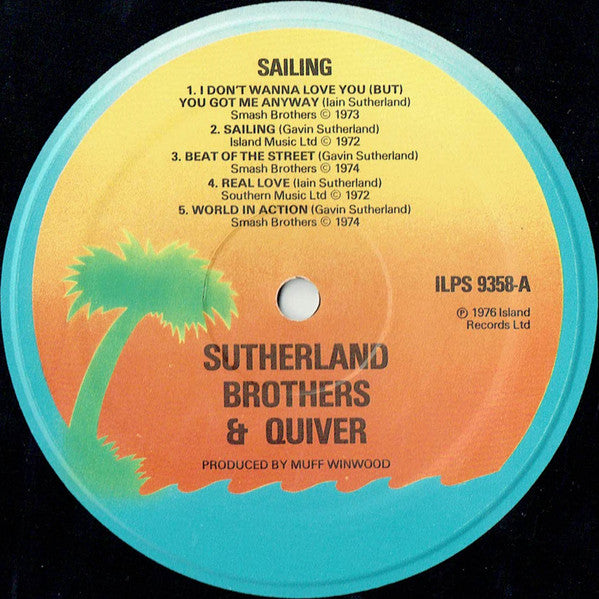 SAILING
1. I DON'T WANNA LOVE YOU (BUT)
YOU GOT ME ANYWAY (Iain Sutherland)
Smash Brothers © 1973
2. SAILING (Gavin Sutherland)
Island Music Ltd © 1972
3. BEAT OF THE STREET (Gavin Sutherland)
Smash Brothers © 1974
4. REAL LOVE (Iain Sutherland)
Southern Music Ltd © 1972
5. WORLD IN ACTION (Gavin Sutherland)
Smash Brothers © 1974
ILPS 9358-A
℗ 1976 Island
Records Ltd
SUTHERLAND
BROTHERS
& QUIVER
PRODUCED BY MUFF WINWOOD